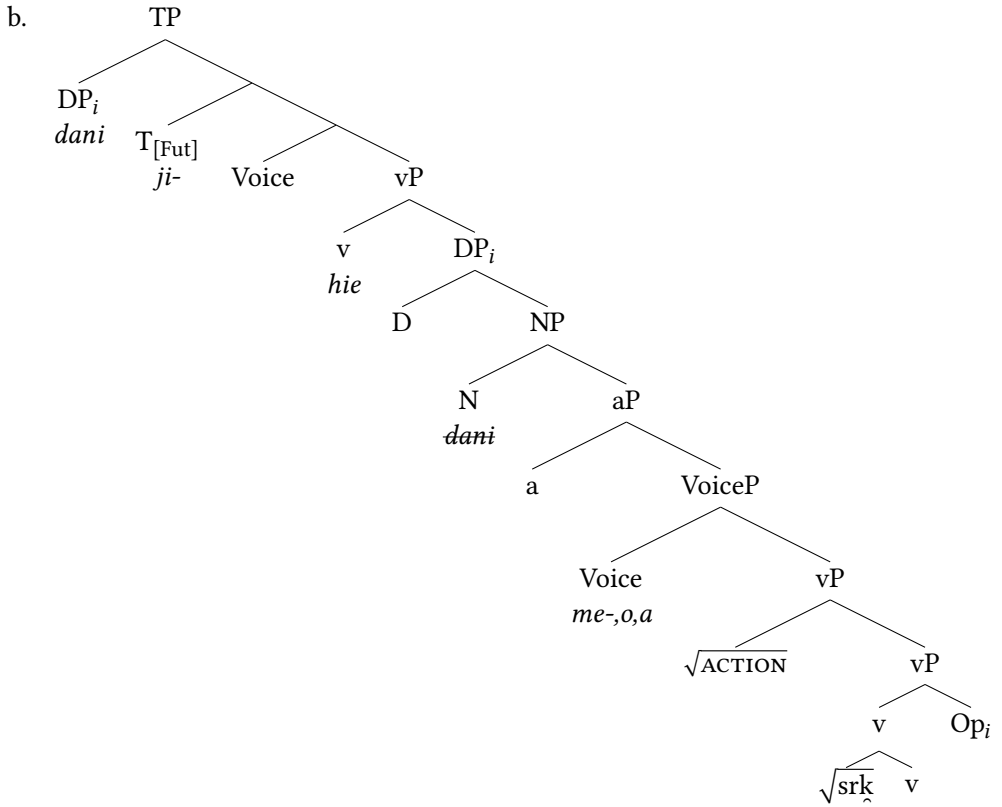 b.
TP
DPᵢ
dani
T[Fut]
ji-
Voice
vP
v
hie
DPᵢ
D
NP
N
dani
aP
a
VoiceP
Voice
me-,o,a
vP
√ACTION
vP
v
Opᵢ
√srk̯
v